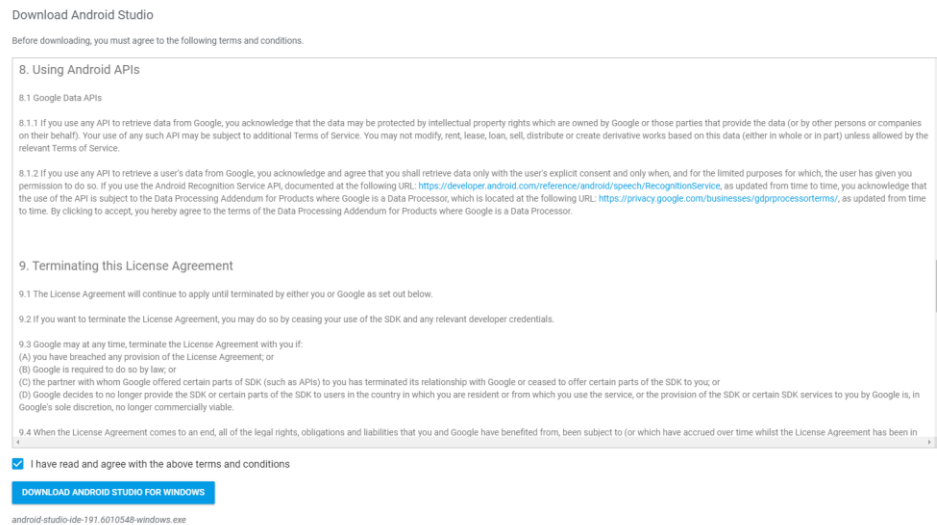 Download Android Studio
Before downloading, you must agree to the following terms and conditions.
8. Using Android APIs
8.1 Google Data APIs
8.1.1 If you use any API to retrieve data from Google, you acknowledge that the data may be protected by intellectual property rights which are owned by Google or those parties that provide the data (or by other persons or companies
on their behalf). Your use of any such API may be subject to additional Terms of Service. You may not modify, rent, lease, loan, sell, distribute or create derivative works based on this data (either in whole or in part) unless allowed by the
relevant Terms of Service.
8.1.2 If you use any API to retrieve a user's data from Google, you acknowledge and agree that you shall retrieve data only with the user's explicit consent and only when, and for the limited purposes for which, the user has given you
permission to do so. If you use the Android Recognition Service API, documented at the following URL: https://developer.android.com/reference/android/speech/RecognitionService, as updated from time to time, you acknowledge that
the use of the API is subject to the Data Processing Addendum for Products where Google is a Data Processor, which is located at the following URL: https://privacy.google.com/businesses/gdprprocessorterms/, as updated from time
to time. By clicking to accept, you hereby agree to the terms of the Data Processing Addendum for Products where Google is a Data Processor.
9. Terminating this License Agreement
9.1 The License Agreement will continue to apply until terminated by either you or Google as set out below.
9.2 If you want to terminate the License Agreement, you may do so by ceasing your use of the SDK and any relevant developer credentials.
9.3 Google may at any time, terminate the License Agreement with you if:
(A) you have breached any provision of the License Agreement; or
(B) Google is required to do so by law; or
(C) the partner with whom Google offered certain parts of SDK (such as APIs) to you has terminated its relationship with Google or ceased to offer certain parts of the SDK to you; or
(D) Google decides to no longer provide the SDK or certain parts of the SDK to users in the country in which you are resident or from which you use the service, or the provision of the SDK or certain SDK services to you by Google is, in
Google's sole discretion, no longer commercially viable.
9.4 When the License Agreement comes to an end, all of the legal rights, obligations and liabilities that you and Google have benefited from, been subject to (or which have accrued over time whilst the License Agreement has been in
I have read and agree with the above terms and conditions
DOWNLOAD ANDROID STUDIO FOR WINDOWS
android-studio-ide-191.6010548-windows.exe